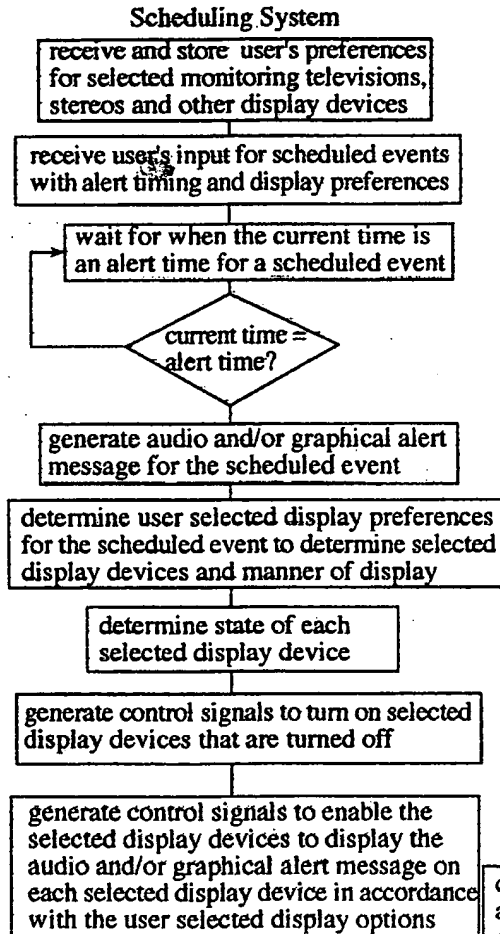 Scheduling System
receive and store user's preferences
for selected monitoring televisions,
stereos and other display devices
receive user's input for scheduled events
with alert timing and display preferences
wait for when the current time is
an alert time for a scheduled event
current time =
alert time?
generate audio and/or graphical alert
message for the scheduled event
determine user selected display preferences
for the scheduled event to determine selected
display devices and manner of display
determine state of each
selected display device
generate control signals to turn on selected
display devices that are turned off
generate control signals to enable the
selected display devices to display the
audio and/or graphical alert message on
each selected display device in accordance
with the user selected display options